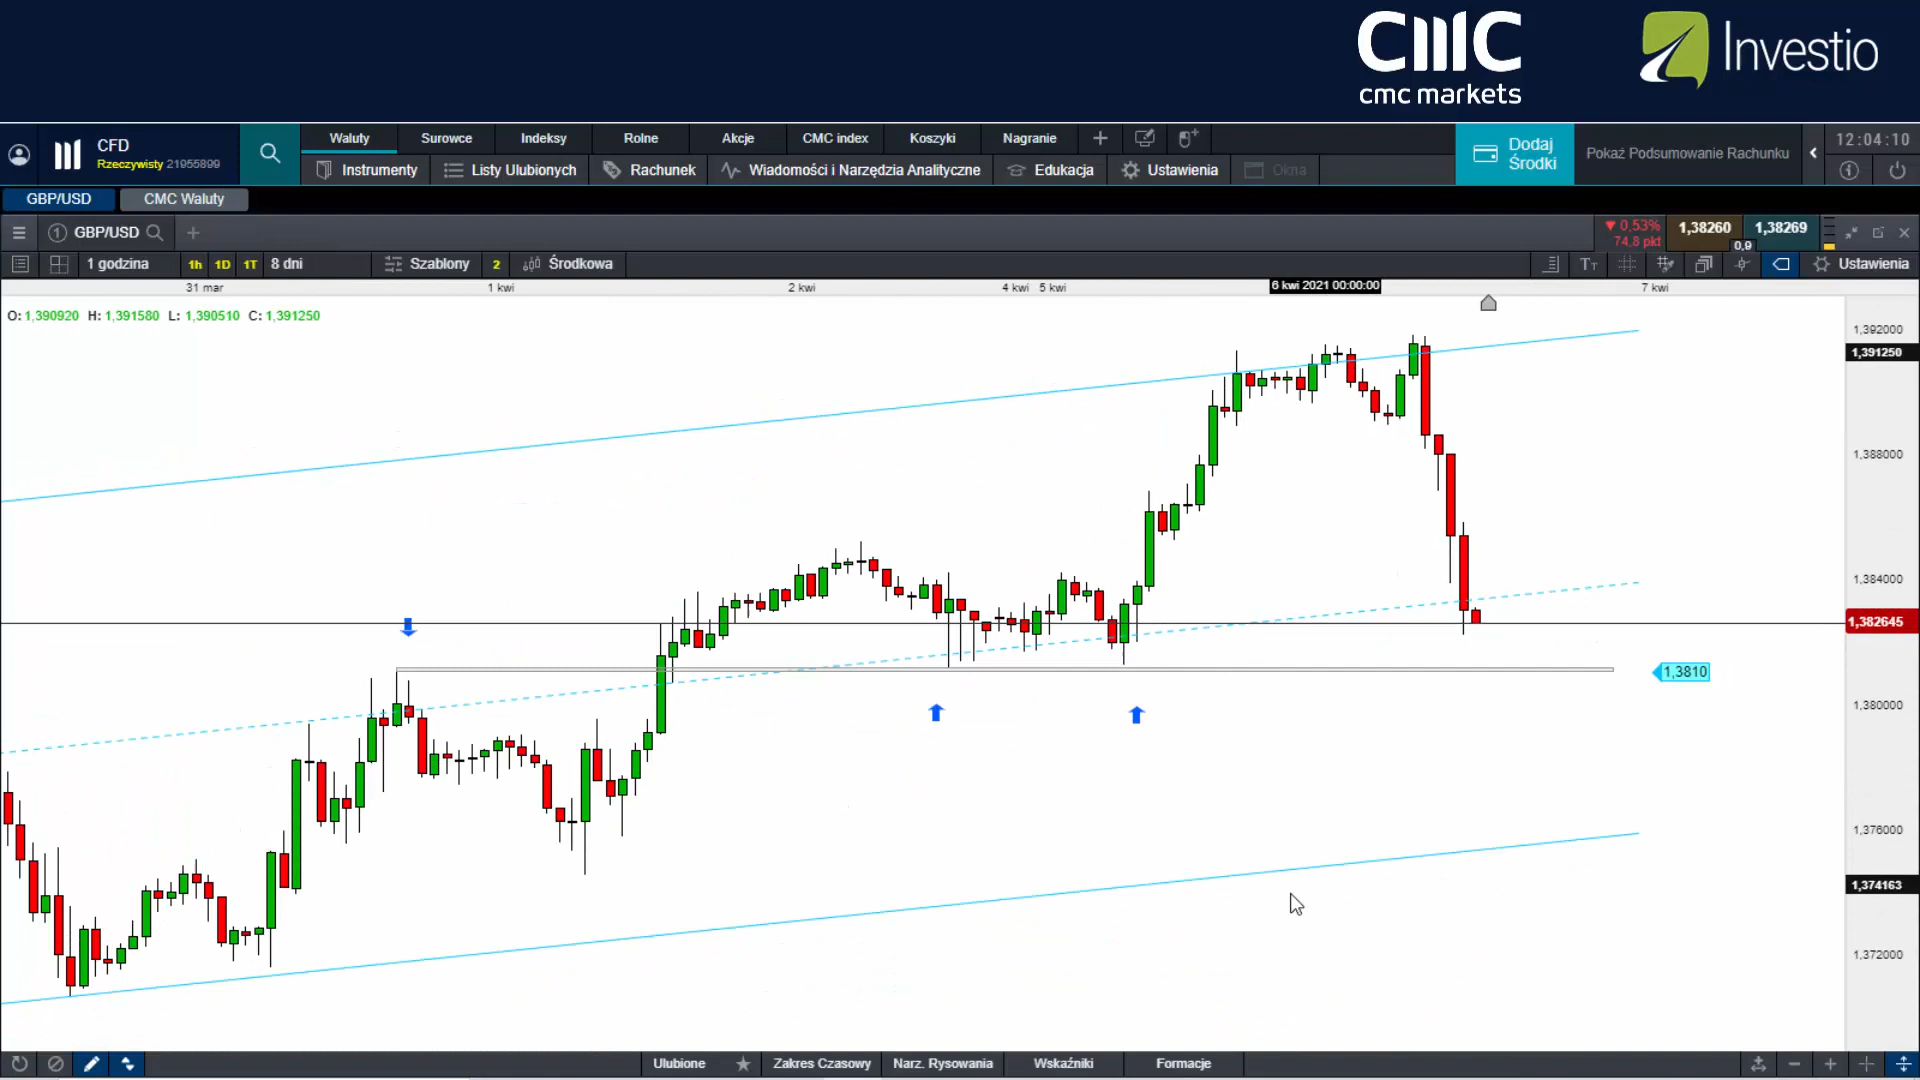 CMC
cmc markets
Investio
CFD
Rzeczywisty 21955899
Waluty
Surowce
Indeksy
Rolne
Akcje
CMC index
Koszyki
Nagranie
Instrumenty
Listy Ulubionych
Rachunek
Wiadomości i Narzędzia Analityczne
Edukacja
Ustawienia
Okna
Dodaj
Środki
Pokaż Podsumowanie Rachunku
12:04:10
GBP/USD
CMC Waluty
1 GBP/USD
0,53%
74,8 pkt
1,38260
1,38269
0,9
1 godzina
1h
1D
1T
8 dni
Szablony
2
Środkowa
Ustawienia
31 mar
1 kwi
2 kwi
4 kwi
5 kwi
6 kwi 2021 00:00:00
7 kwi
O: 1,390920 H: 1,391580 L: 1,390510 C: 1,391250
1,392000
1,391250
1,388000
1,384000
1,382645
1,3810
1,380000
1,376000
1,374163
1,372000
Ulubione
Zakres Czasowy
Narz. Rysowania
Wskaźniki
Formacje